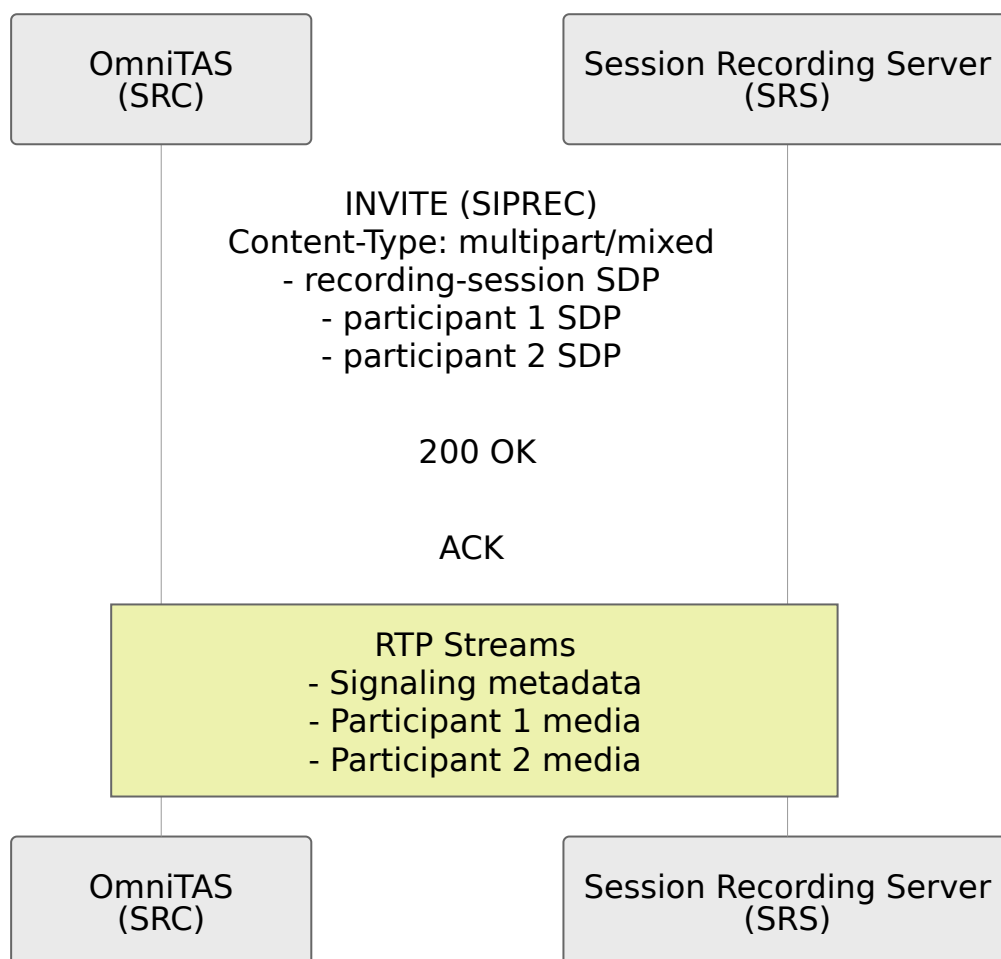 OmniTAS
(SRC)
Session Recording Server
(SRS)
INVITE (SIPREC)
Content-Type: multipart/mixed
- recording-session SDP
- participant 1 SDP
- participant 2 SDP
200 OK
ACK
RTP Streams
- Signaling metadata
- Participant 1 media
- Participant 2 media
OmniTAS
(SRC)
Session Recording Server
(SRS)